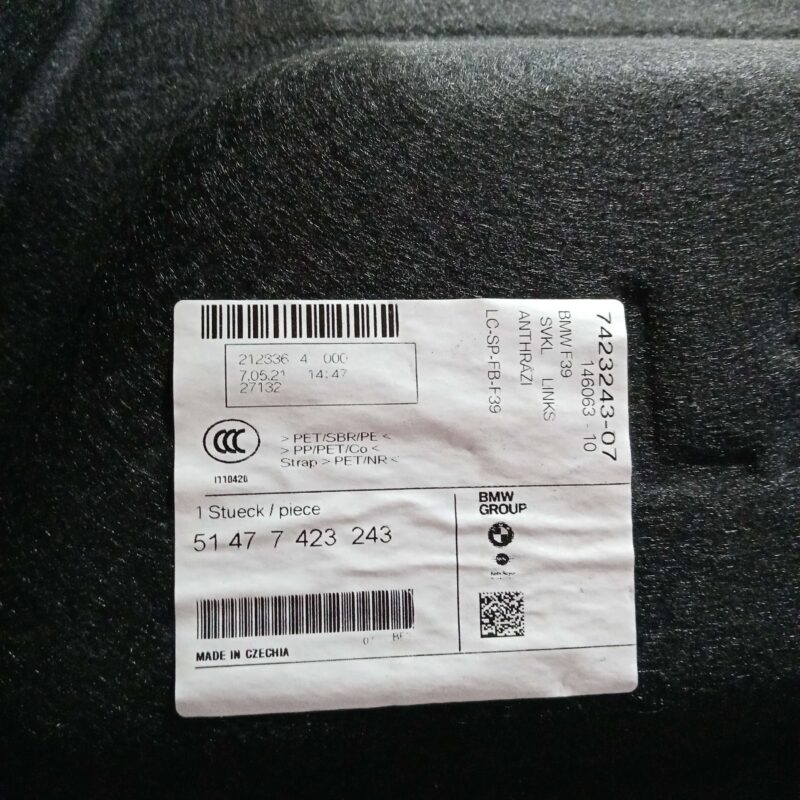 212336 4 000
7.05.21 14:47
27132
CCC
I110420
> PET/SBR/PE <
> PP/PET/Co <
Strap > PET/NR <
7423243-07
146063 - 10
BMW F39
SVKL LINKS
ANTHRAZI
LC-SP-FB-F39
1 Stueck / piece
51 47 7 423 243
MADE IN CZECHIA
BMW
GROUP
L